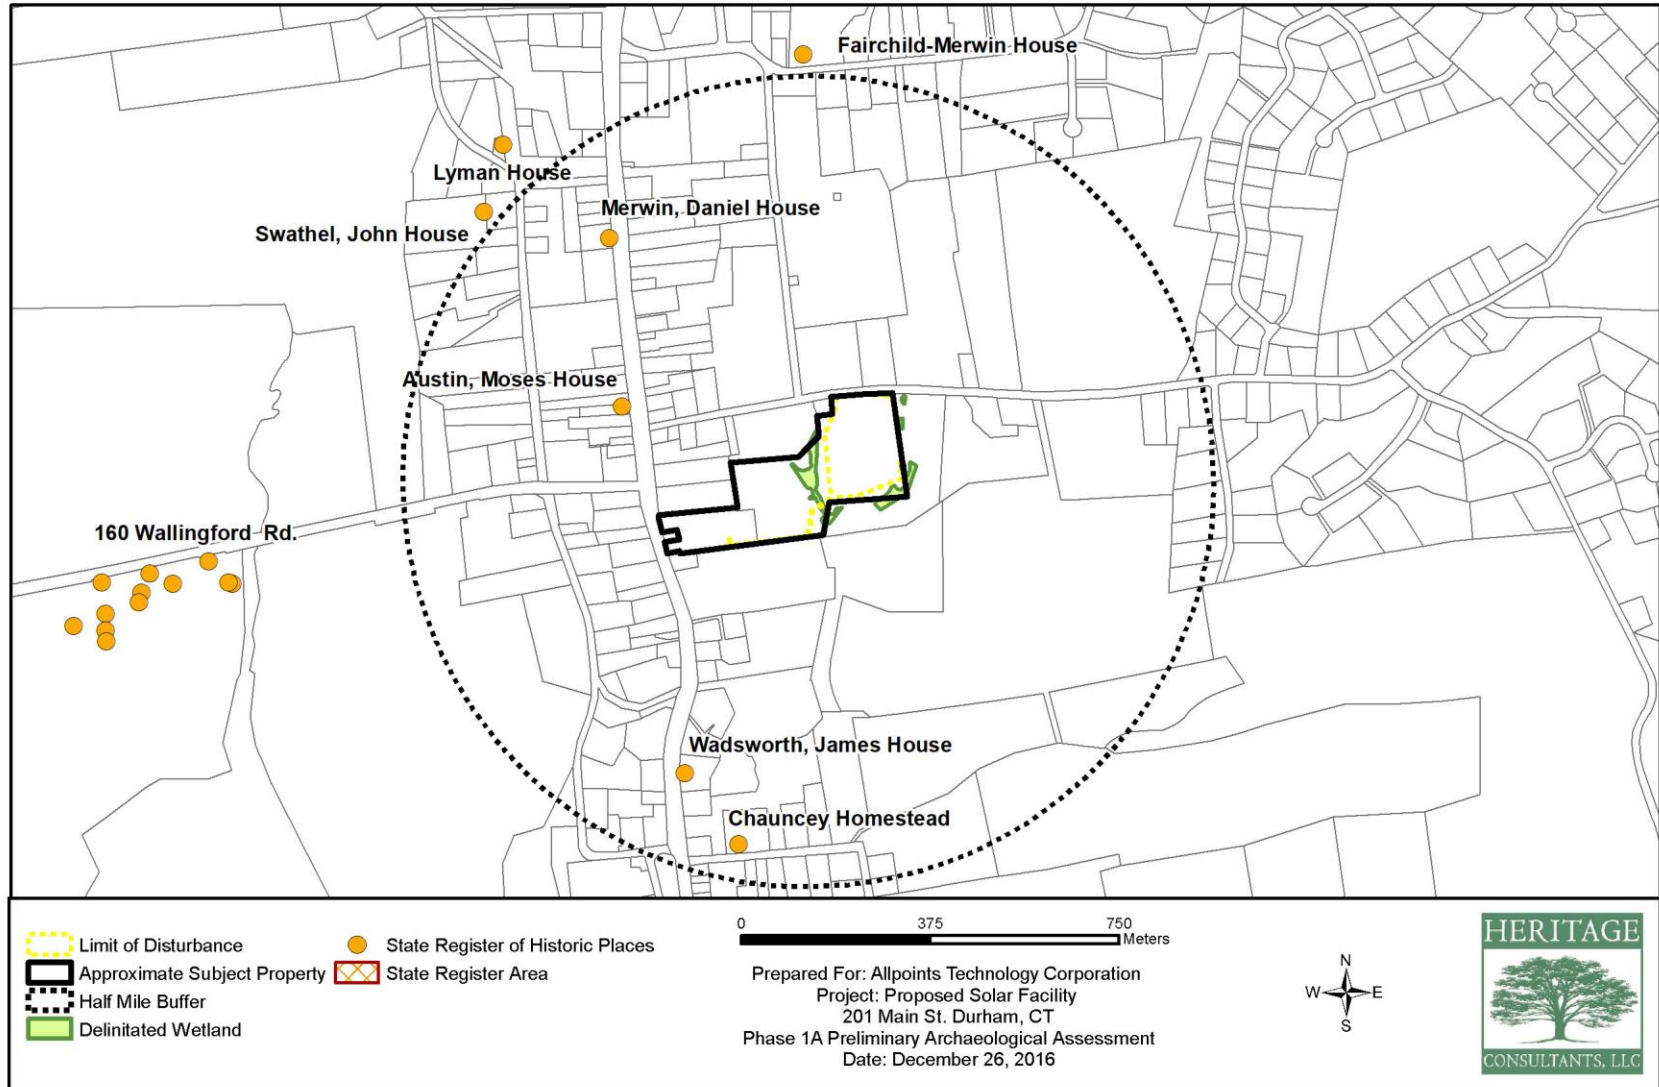 Fairchild-Merwin House
Lyman House
Merwin, Daniel House
Swathel, John House
Austin, Moses House
160 Wallingford Rd.
Wadsworth, James House
Chauncey Homestead
Limit of Disturbance
Approximate Subject Property
Half Mile Buffer
Delinitated Wetland
State Register of Historic Places
State Register Area
0 375 750
Meters
Prepared For: Allpoints Technology Corporation
Project: Proposed Solar Facility
201 Main St. Durham, CT
Phase 1A Preliminary Archaeological Assessment
Date: December 26, 2016
N
W E
S
HERITAGE
CONSULTANTS, LLC